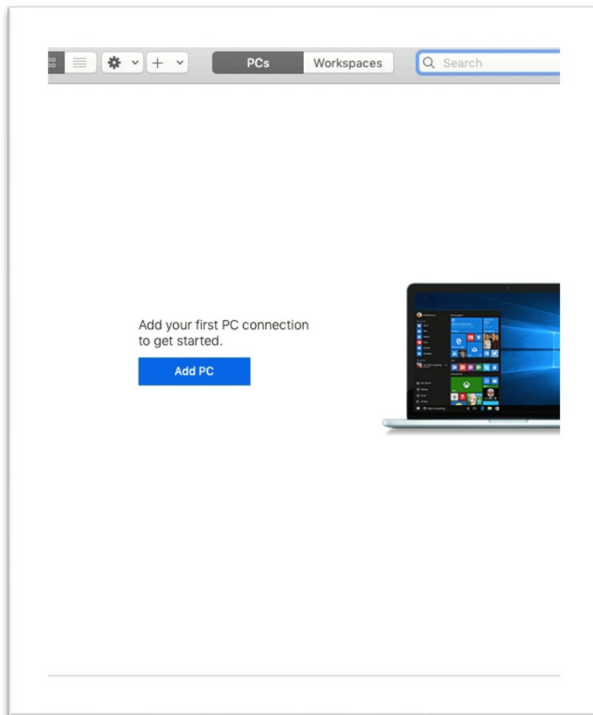 PCs Workspaces Search
Add your first PC connection
to get started.
Add PC